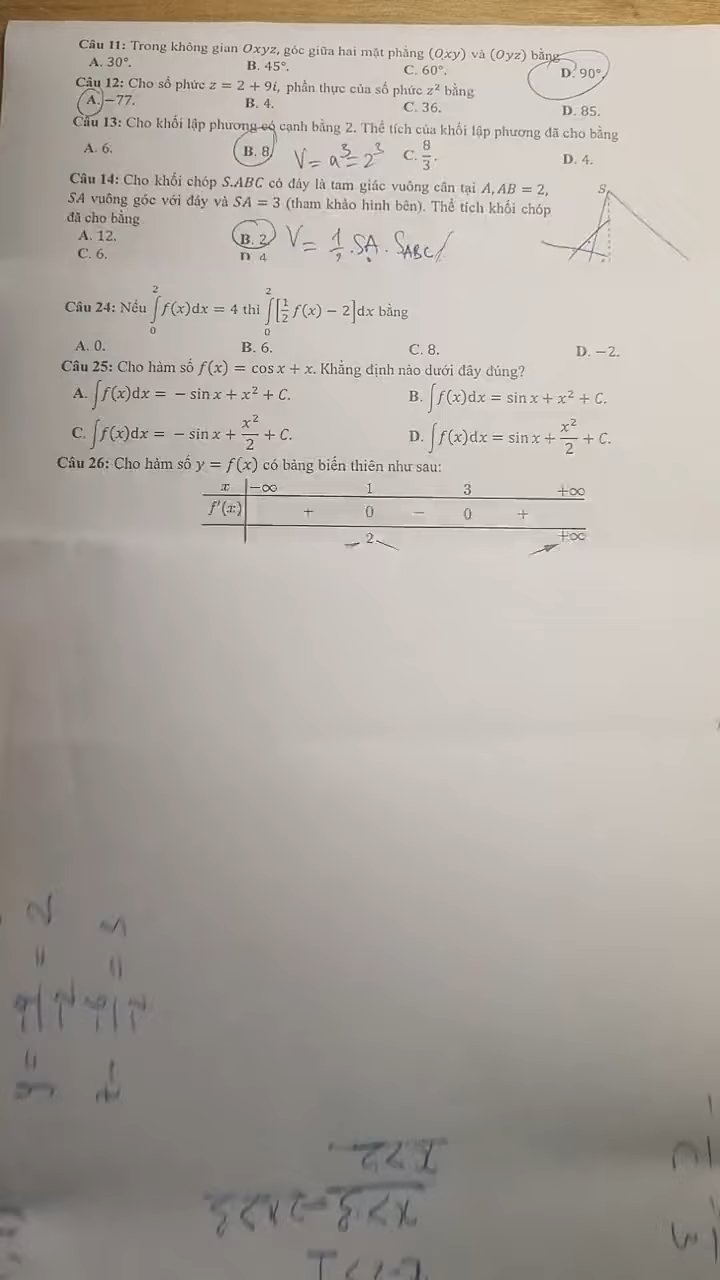 Câu 11: Trong không gian Oxyz, góc giữa hai mặt phẳng (Oxy) và (Oyz) bằng
A. 30°. B. 45°. C. 60°. D. 90°.
Câu 12: Cho số phức z = 2 + 9i, phần thực của số phức z² bằng
A. −77. B. 4. C. 36. D. 85.
Câu 13: Cho khối lập phương có cạnh bằng 2. Thể tích của khối lập phương đã cho bằng
A. 6. B. 8. V = a³ = 2³ C. 8/3. D. 4.
Câu 14: Cho khối chóp S.ABC có đáy là tam giác vuông cân tại A, AB = 2,
SA vuông góc với đáy và SA = 3 (tham khảo hình bên). Thể tích khối chóp
đã cho bằng
S
A. 12. B. 2 V = 1/3 . SA . S_ABC
C. 6. D. 4
Câu 24: Nếu ∫₀² f(x)dx = 4 thì ∫₀² [1/2 f(x) − 2]dx bằng
A. 0. B. 6. C. 8. D. −2.
Câu 25: Cho hàm số f(x) = cos x + x. Khẳng định nào dưới đây đúng?
A. ∫f(x)dx = − sin x + x² + C. B. ∫f(x)dx = sin x + x² + C.
C. ∫f(x)dx = − sin x + x²/2 + C. D. ∫f(x)dx = sin x + x²/2 + C.
Câu 26: Cho hàm số y = f(x) có bảng biến thiên như sau:
x −∞ 1 3 +∞
f′(x) + 0 − 0 +
2 +∞